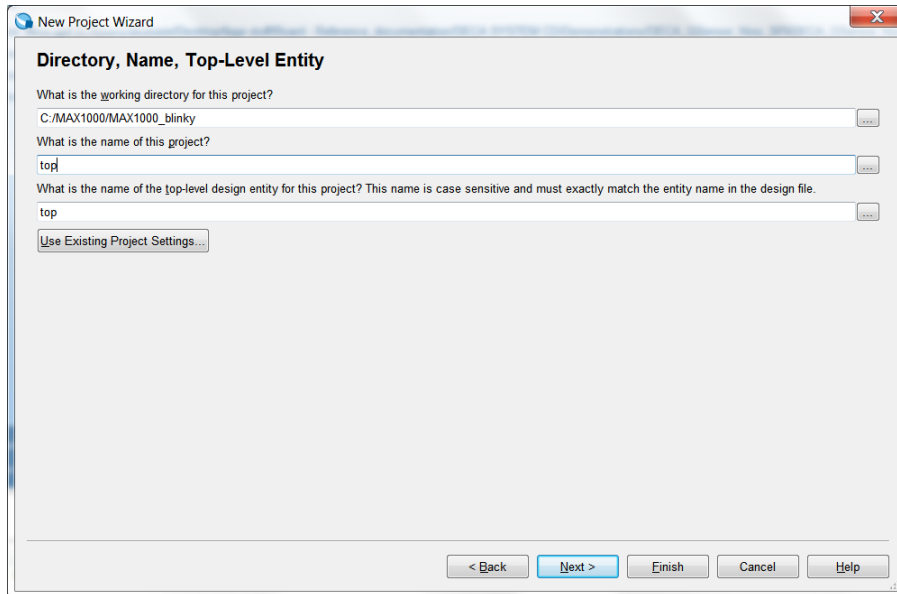 New Project Wizard
X
Directory, Name, Top-Level Entity
What is the working directory for this project?
C:/MAX1000/MAX1000_blinky
...
What is the name of this project?
top
...
What is the name of the top-level design entity for this project? This name is case sensitive and must exactly match the entity name in the design file.
top
...
Use Existing Project Settings...
< Back Next > Finish Cancel Help